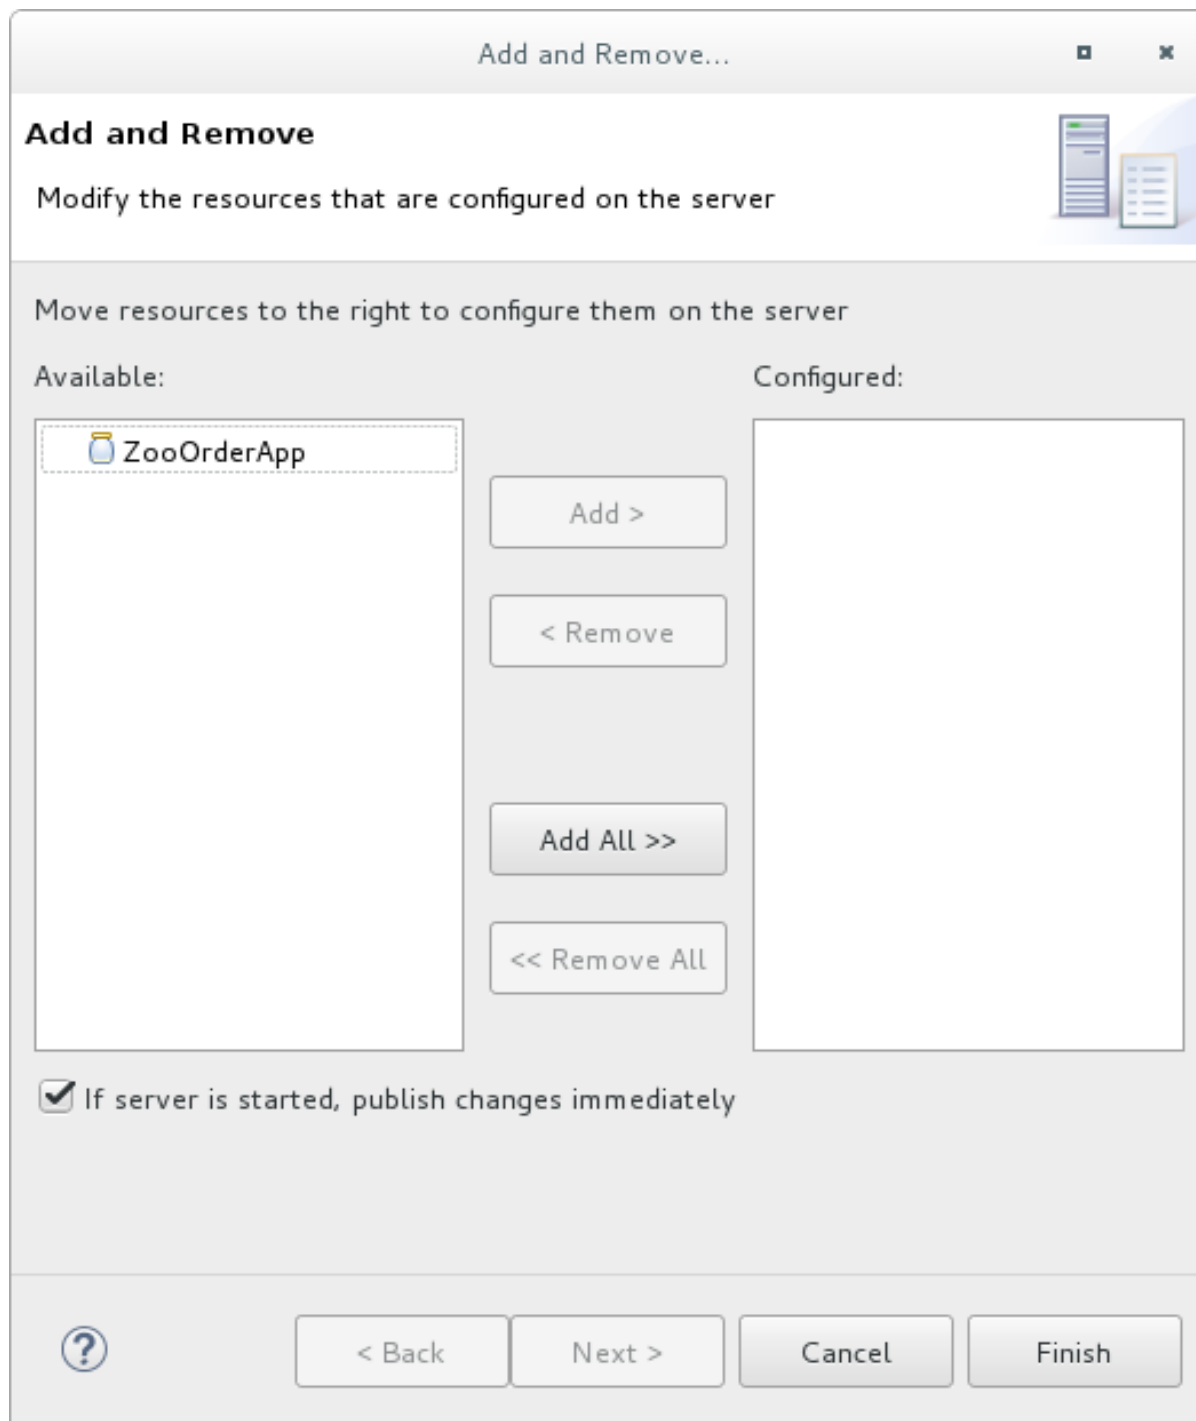 Add and Remove...
Add and Remove
Modify the resources that are configured on the server
Move resources to the right to configure them on the server
Available:
Configured:
ZooOrderApp
Add >
< Remove
Add All >>
<< Remove All
If server is started, publish changes immediately
?
< Back
Next >
Cancel
Finish